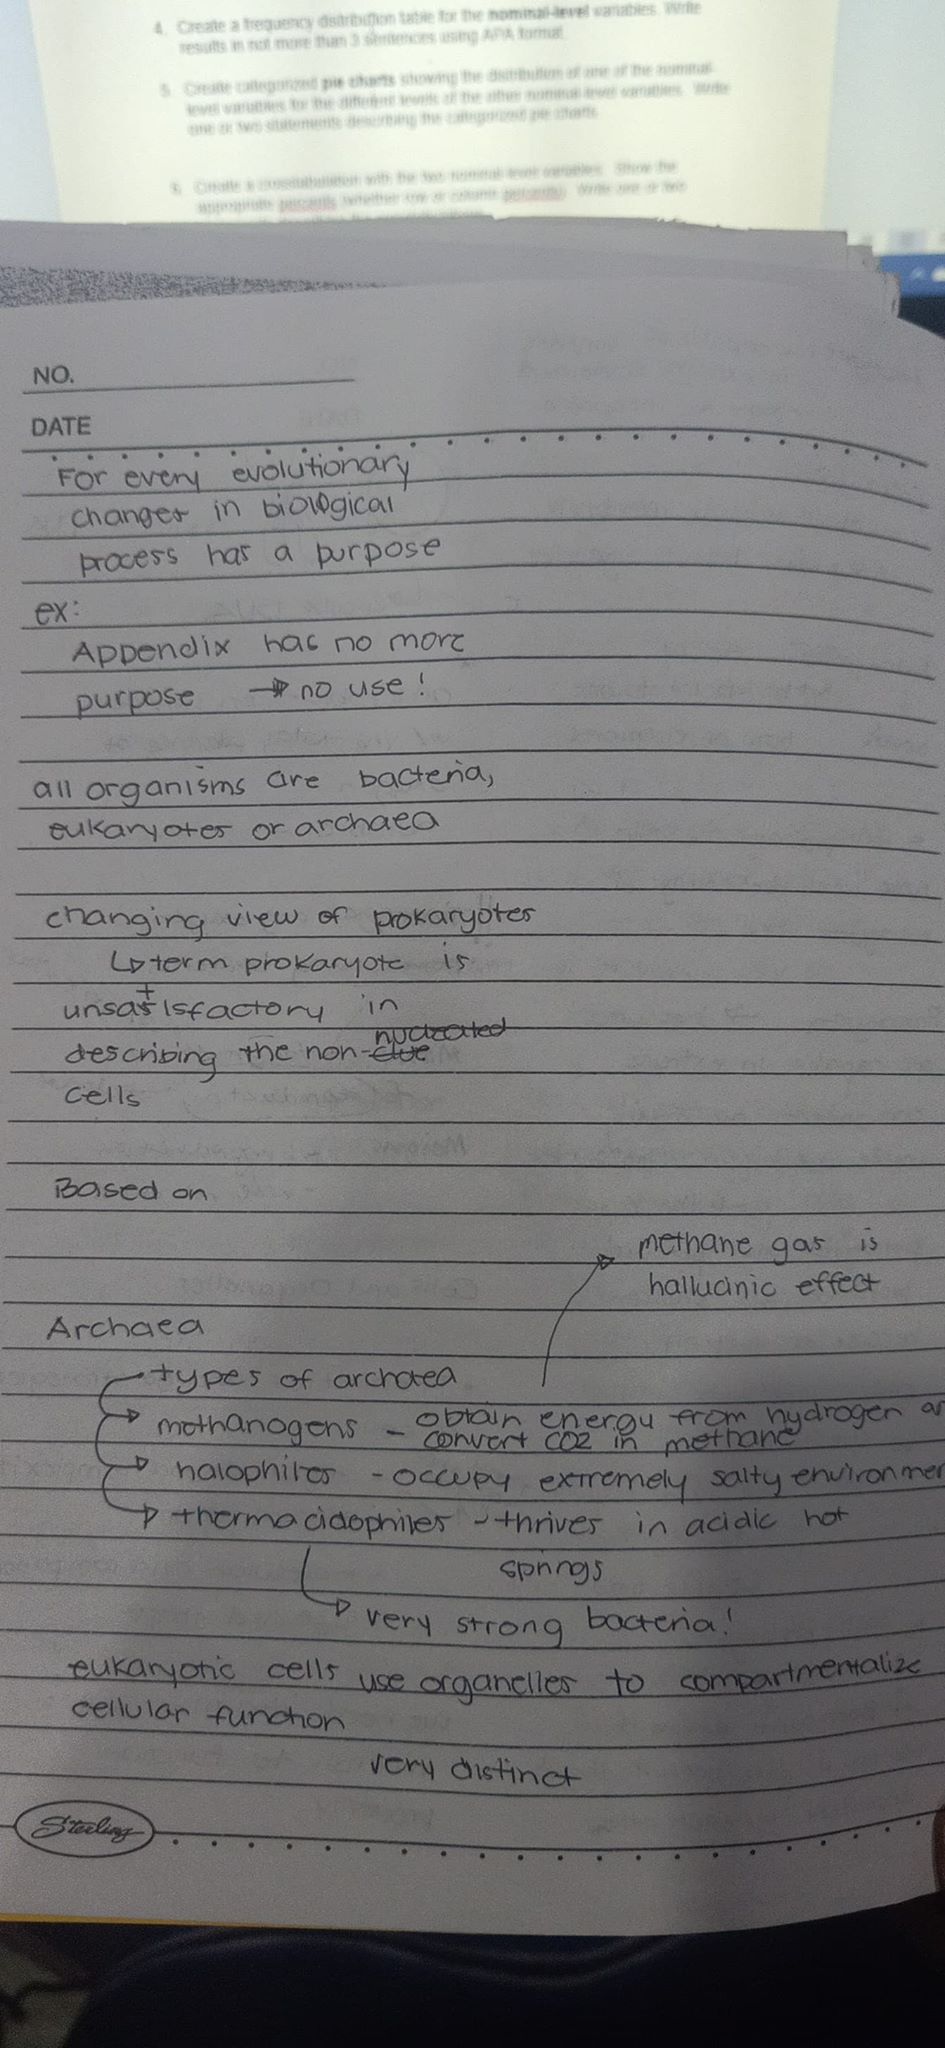 4. Create a frequency distribution table for the nominal-level variables. Write
results in not more than 3 sentences using APA format.
5. Create categorized pie charts showing the distribution of one of the nominal-
level variables for the different levels of the other nominal-level variables. Write
one or two statements describing the categorized pie charts.
6. Create a crosstabulation with the two nominal-level variables. Show the
appropriate percents (whether row or column percents). Write one or two
NO.
DATE
For every evolutionary
changes in biological
process has a purpose
ex:
Appendix has no more
purpose → no use!
all organisms are bacteria,
eukaryotes or archaea
changing view of prokaryotes
↳ term prokaryote is
unsatisfactory in
describing the non-nucleated
cells
Based on
methane gas is
hallucinic effect
Archaea
types of archaea
methanogens - obtain energy from hydrogen an
convert CO2 in methane
halophiles - occupy extremely salty environmen
thermacidophiles - thrives in acidic hot
springs
very strong bacteria!
eukaryotic cells use organelles to compartmentalize
cellular function
very distinct
Sterling